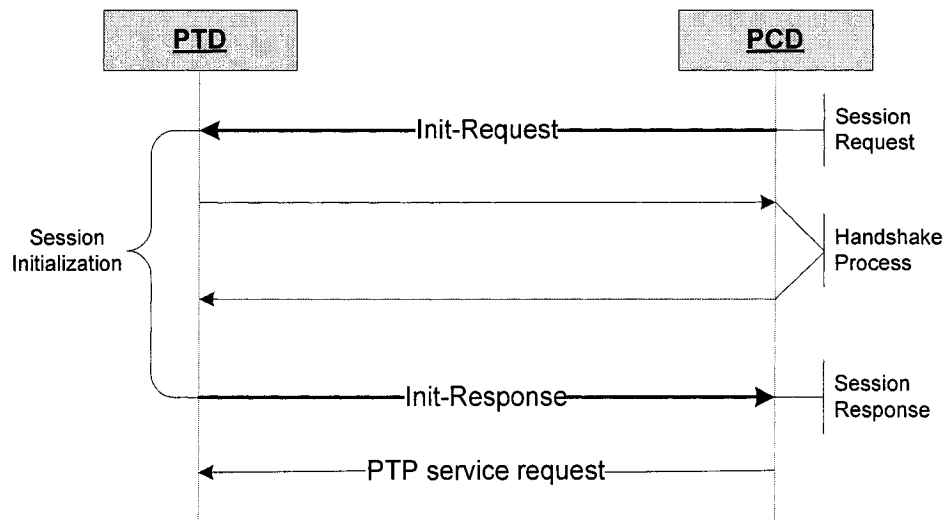 PTD
PCD
Init-Request
Session
Request
Session
Initialization
Handshake
Process
Init-Response
Session
Response
PTP service request